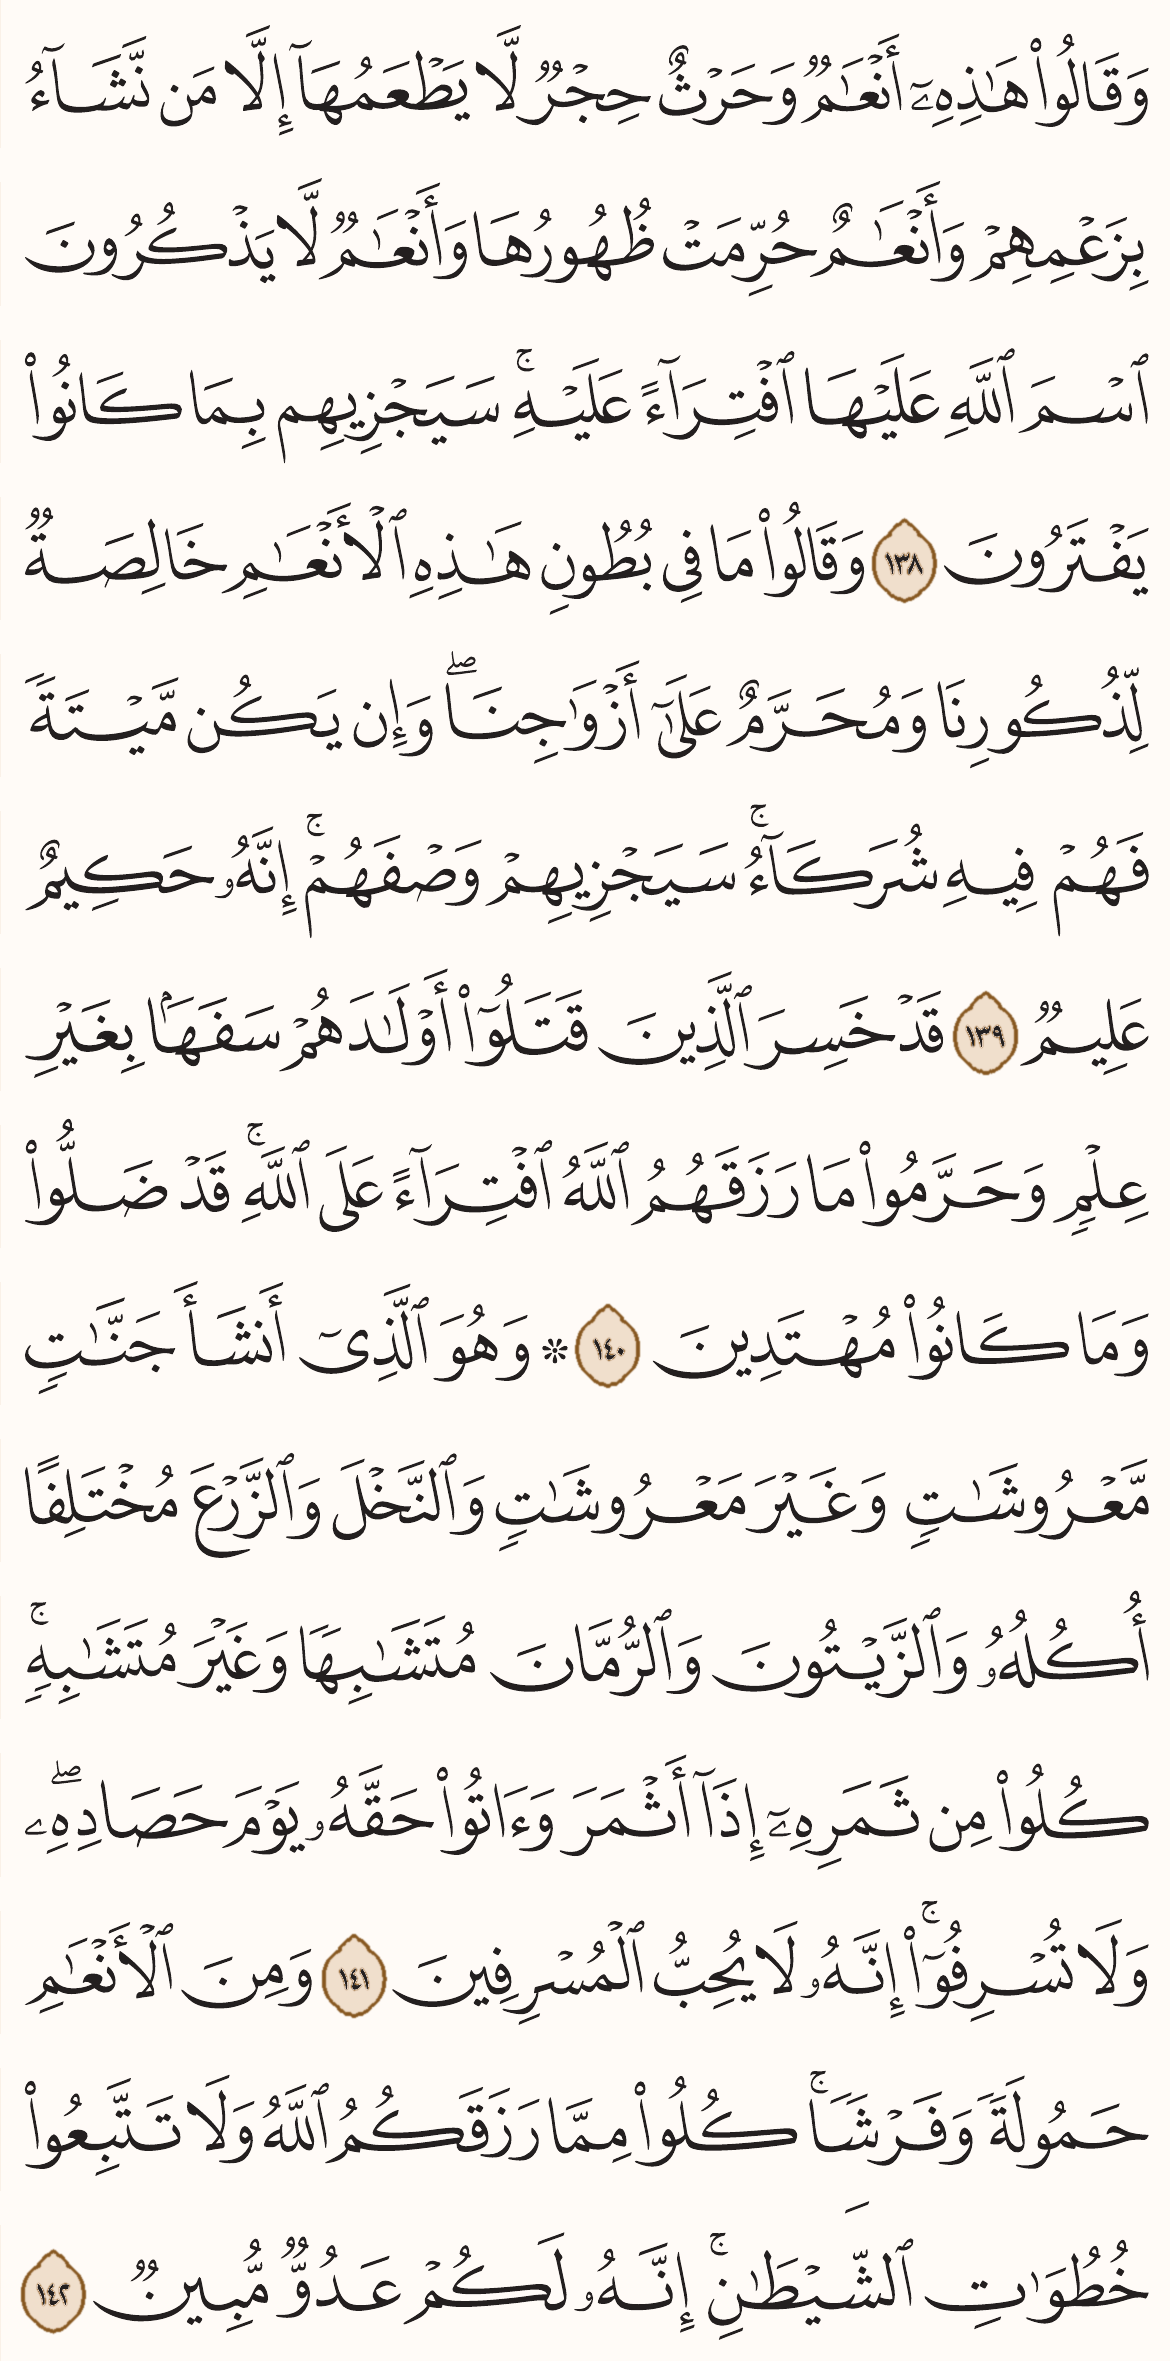 وَقَالُوا۟ هَـٰذِهِۦٓ أَنْعَـٰمٌ وَحَرْثٌ حِجْرٌ لَّا يَطْعَمُهَآ إِلَّا مَن نَّشَآءُ
بِزَعْمِهِمْ وَأَنْعَـٰمٌ حُرِّمَتْ ظُهُورُهَا وَأَنْعَـٰمٌ لَّا يَذْكُرُونَ
ٱسْمَ ٱللَّهِ عَلَيْهَا ٱفْتِرَآءً عَلَيْهِ ۚ سَيَجْزِيهِم بِمَا كَانُوا۟
يَفْتَرُونَ ١٣٨ وَقَالُوا۟ مَا فِى بُطُونِ هَـٰذِهِ ٱلْأَنْعَـٰمِ خَالِصَةٌ
لِّذُكُورِنَا وَمُحَرَّمٌ عَلَىٰٓ أَزْوَٰجِنَا ۖ وَإِن يَكُن مَّيْتَةً
فَهُمْ فِيهِ شُرَكَآءُ ۚ سَيَجْزِيهِمْ وَصْفَهُمْ ۚ إِنَّهُۥ حَكِيمٌ
عَلِيمٌ ١٣٩ قَدْ خَسِرَ ٱلَّذِينَ قَتَلُوٓا۟ أَوْلَـٰدَهُمْ سَفَهًۢا بِغَيْرِ
عِلْمٍ وَحَرَّمُوا۟ مَا رَزَقَهُمُ ٱللَّهُ ٱفْتِرَآءً عَلَى ٱللَّهِ ۚ قَدْ ضَلُّوا۟
وَمَا كَانُوا۟ مُهْتَدِينَ ١٤٠ ۞ وَهُوَ ٱلَّذِىٓ أَنشَأَ جَنَّـٰتٍ
مَّعْرُوشَـٰتٍ وَغَيْرَ مَعْرُوشَـٰتٍ وَٱلنَّخْلَ وَٱلزَّرْعَ مُخْتَلِفًا
أُكُلُهُۥ وَٱلزَّيْتُونَ وَٱلرُّمَّانَ مُتَشَـٰبِهًا وَغَيْرَ مُتَشَـٰبِهٍ ۚ
كُلُوا۟ مِن ثَمَرِهِۦٓ إِذَآ أَثْمَرَ وَءَاتُوا۟ حَقَّهُۥ يَوْمَ حَصَادِهِۦ ۖ
وَلَا تُسْرِفُوٓا۟ ۚ إِنَّهُۥ لَا يُحِبُّ ٱلْمُسْرِفِينَ ١٤١ وَمِنَ ٱلْأَنْعَـٰمِ
حَمُولَةً وَفَرْشًا ۚ كُلُوا۟ مِمَّا رَزَقَكُمُ ٱللَّهُ وَلَا تَتَّبِعُوا۟
خُطُوَٰتِ ٱلشَّيْطَـٰنِ ۚ إِنَّهُۥ لَكُمْ عَدُوٌّ مُّبِينٌ ١٤٢